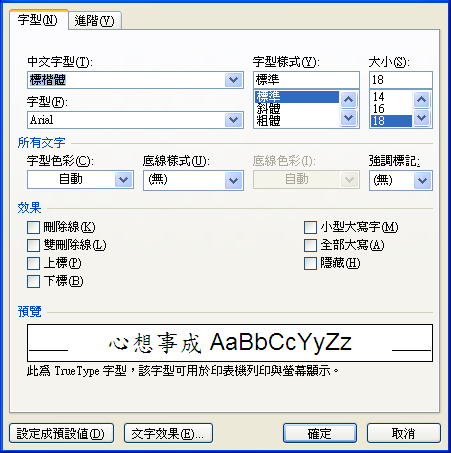 字型(N) 進階(V)
中文字型(T): 字型樣式(Y): 大小(S):
標楷體 標準 18
字型(F): 標準 14
Arial 斜體 16
粗體 18
所有文字
字型色彩(C): 底線樣式(U): 底線色彩(I): 強調標記:
自動 (無) 自動 (無)
效果
刪除線(K) 小型大寫字(M)
雙刪除線(L) 全部大寫(A)
上標(P) 隱藏(H)
下標(B)
預覽
心想事成 AaBbCcYyZz
此為 TrueType 字型，該字型可用於印表機列印與螢幕顯示。
設定成預設值(D) 文字效果(E)... 確定 取消